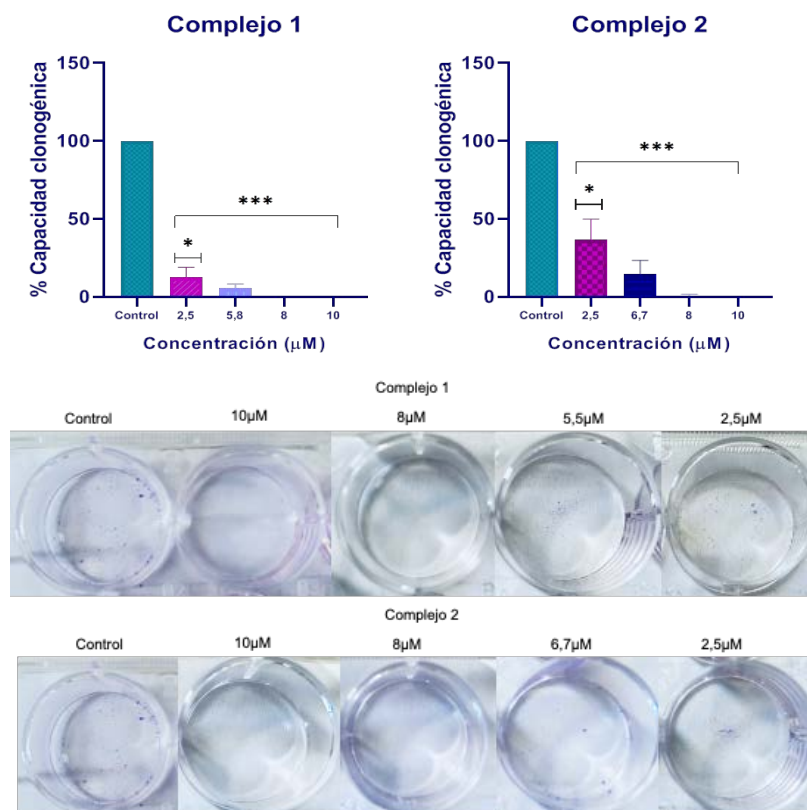 Complejo 1
% Capacidad clonogénica
150
100
50
0
***
*
Control 2,5 5,8 8 10
Concentración (µM)
Complejo 2
% Capacidad clonogénica
150
100
50
0
***
*
Control 2,5 6,7 8 10
Concentración (µM)
Complejo 1
Control 10µM 8µM 5,5µM 2,5µM
Complejo 2
Control 10µM 8µM 6,7µM 2,5µM